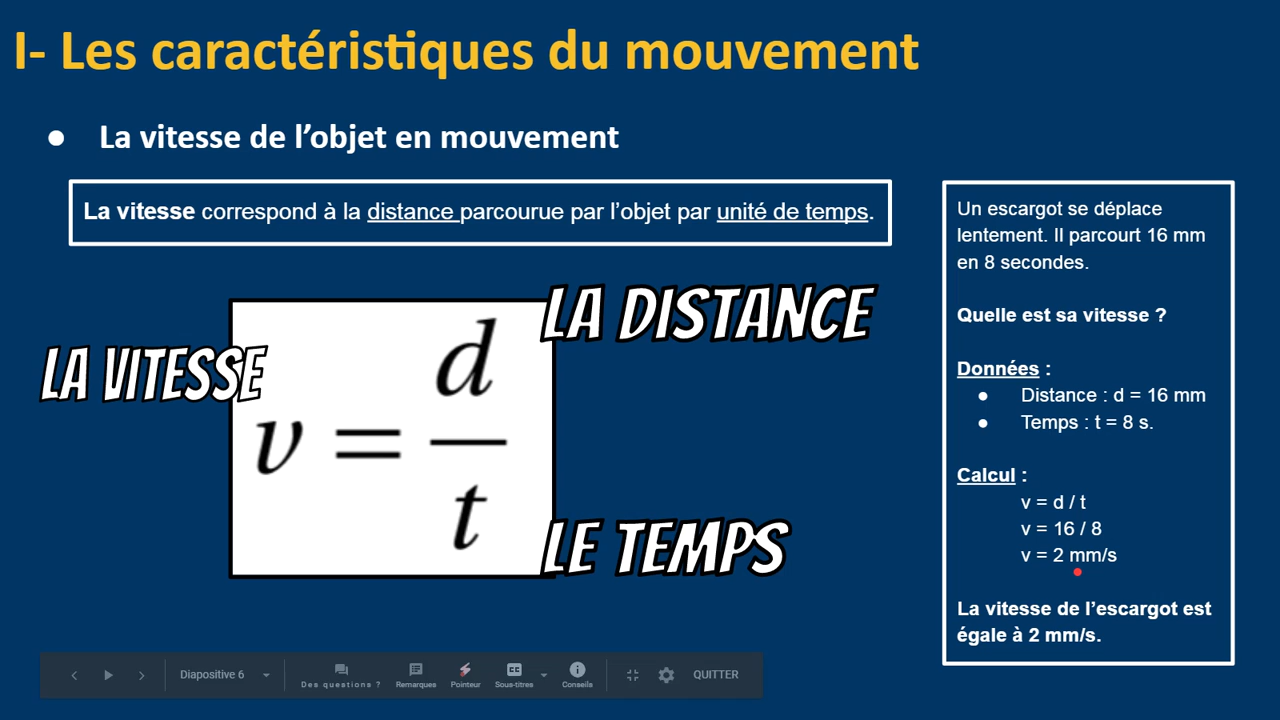 I- Les caractéristiques du mouvement
● La vitesse de l’objet en mouvement
La vitesse correspond à la distance parcourue par l’objet par unité de temps.
LA DISTANCE
LA VITESSE
v = d / t
LE TEMPS
Un escargot se déplace
lentement. Il parcourt 16 mm
en 8 secondes.
Quelle est sa vitesse ?
Données :
● Distance : d = 16 mm
● Temps : t = 8 s.
Calcul :
v = d / t
v = 16 / 8
v = 2 mm/s
La vitesse de l’escargot est
égale à 2 mm/s.
Diapositive 6
Des questions ?
Remarques
Pointeur
CC
Sous-titres
Conseils
QUITTER